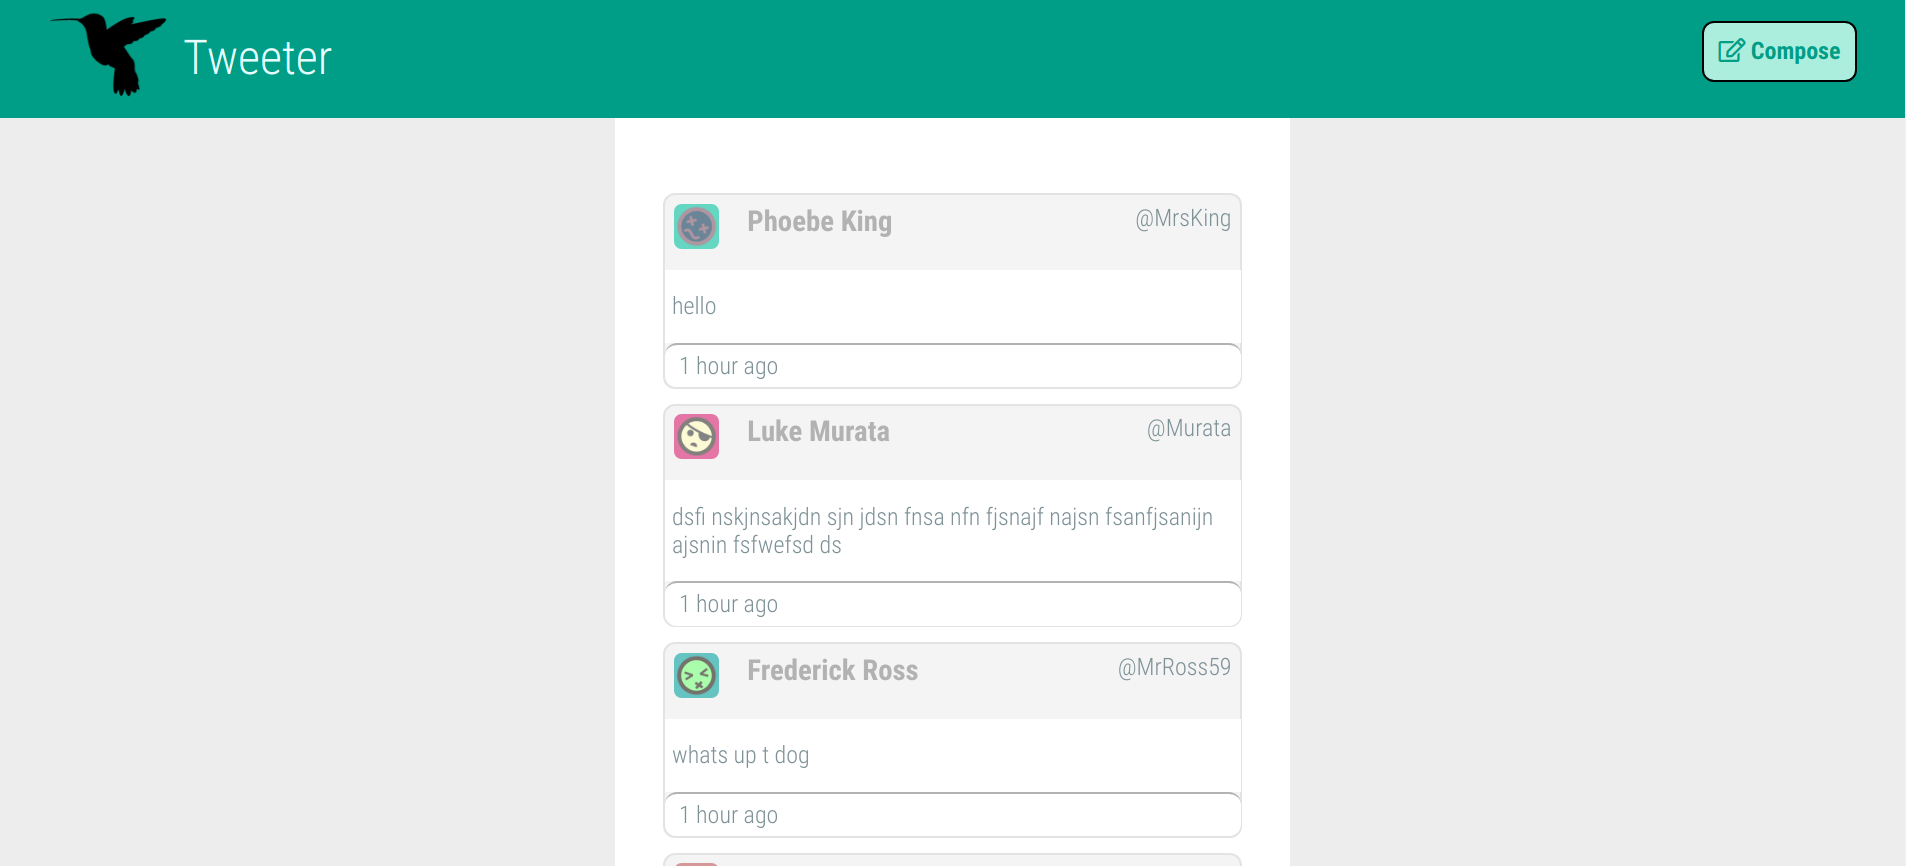 Tweeter
Compose
Phoebe King
@MrsKing
hello
1 hour ago
Luke Murata
@Murata
dsfi nskjnsakjdn sjn jdsn fnsa nfn fjsnajf najsn fsanfjsanijn
ajsnin fsfwefsd ds
1 hour ago
Frederick Ross
@MrRoss59
whats up t dog
1 hour ago